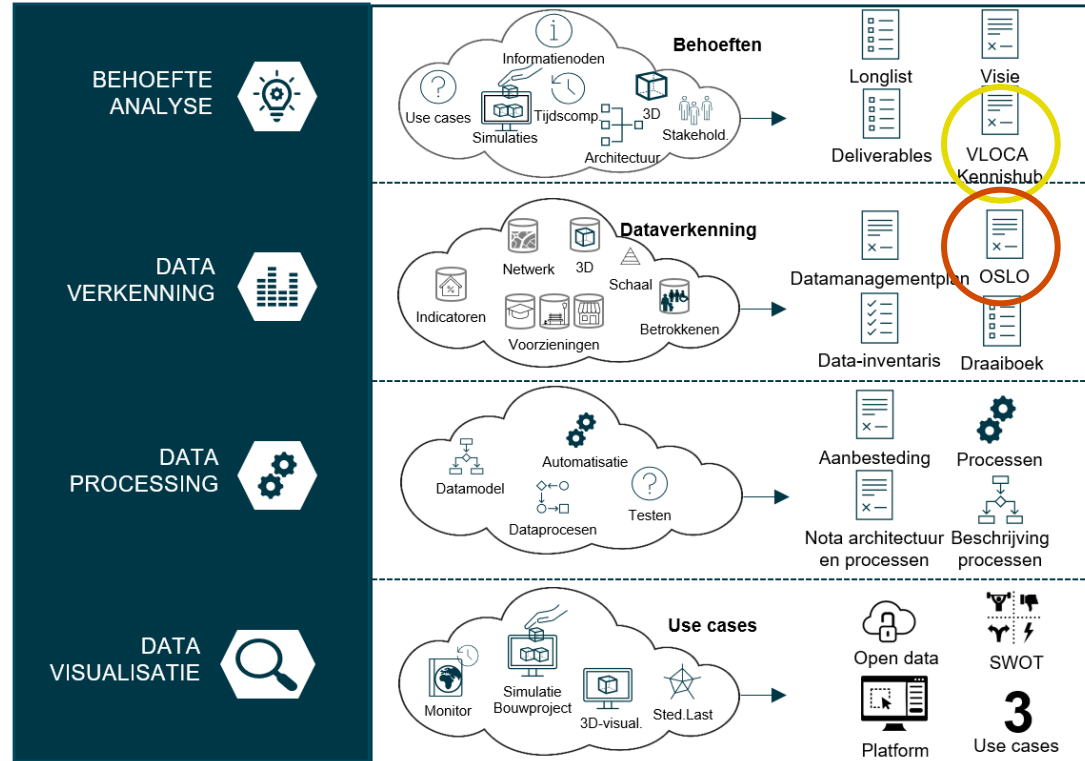 BEHOEFTE
ANALYSE
Behoeften
Informatienoden
Use cases
Simulaties
Tijdscomp.
3D
Architectuur
Stakehold.
Longlist
Visie
Deliverables
VLOCA
Kennishub
DATA
VERKENNING
Dataverkenning
Netwerk
3D
Schaal
Indicatoren
Voorzieningen
Betrokkenen
Datamanagementplan
OSLO
Data-inventaris
Draaiboek
DATA
PROCESSING
Automatisatie
Datamodel
Dataprocesen
Testen
Aanbesteding
Processen
Nota architectuur
en processen
Beschrijving
processen
DATA
VISUALISATIE
Use cases
Monitor
Simulatie
Bouwproject
3D-visual.
Sted.Last
Open data
SWOT
Platform
3
Use cases